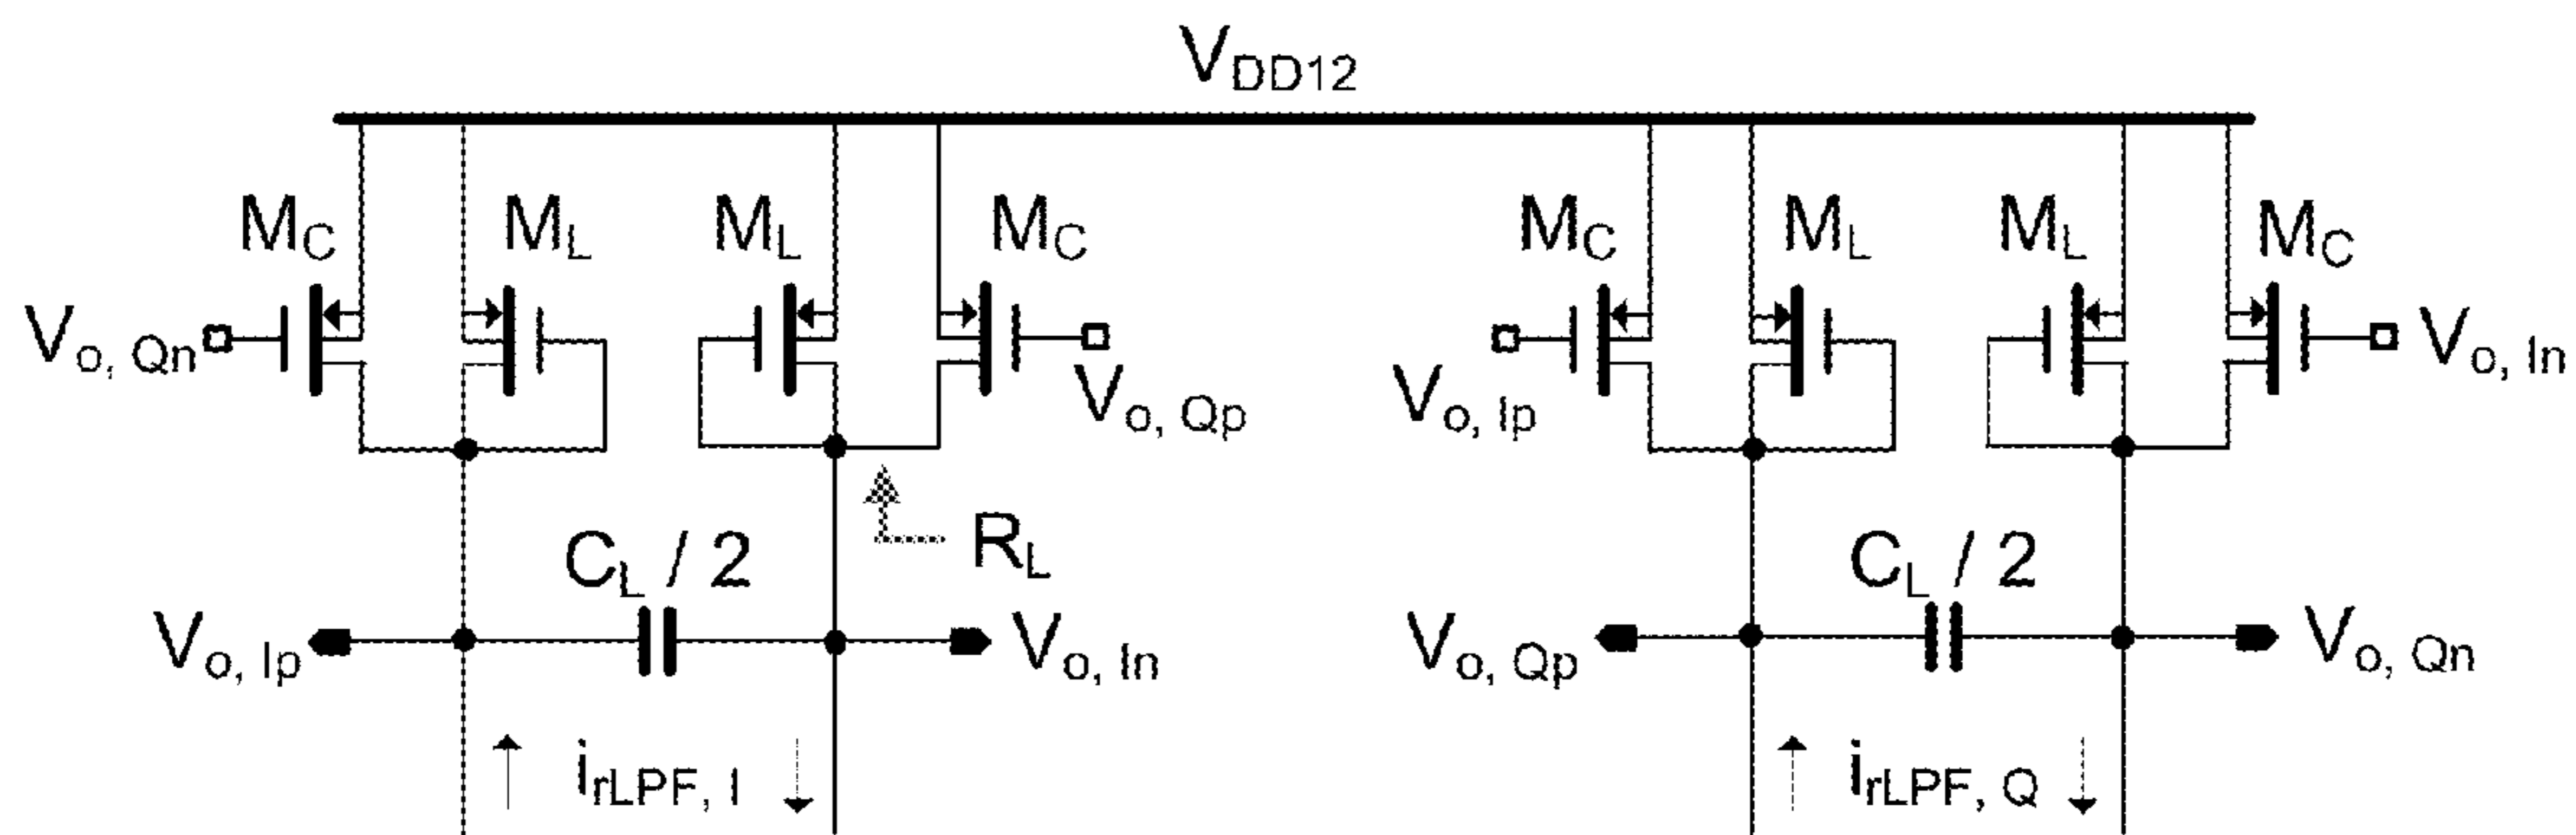 VDD12
MC ML ML MC MC ML ML MC
Vo, Qn Vo, Qp Vo, Ip Vo, In
CL / 2 RL CL / 2
Vo, Ip Vo, In Vo, Qp Vo, Qn
irLPF, I irLPF, Q